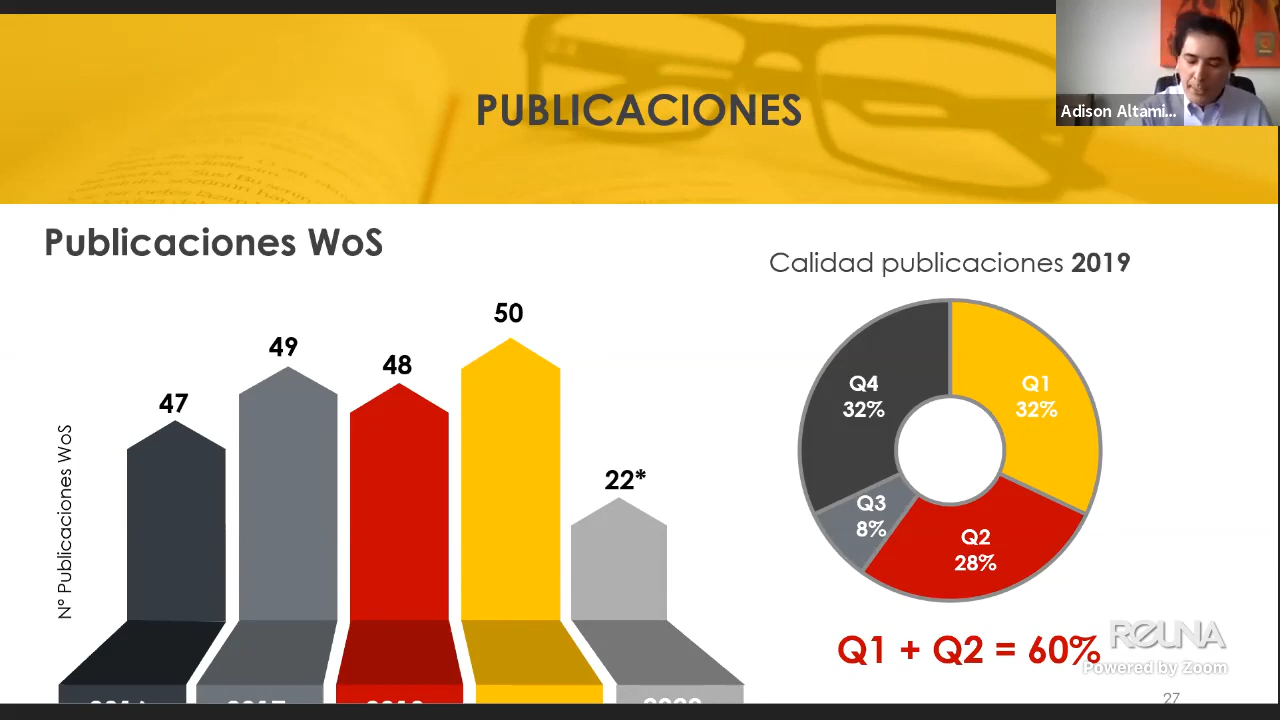 PUBLICACIONES
Adison Altami...
Publicaciones WoS
Calidad publicaciones 2019
47
49
48
50
22*
N° Publicaciones WoS
Q4
32%
Q1
32%
Q3
8%
Q2
28%
Q1 + Q2 = 60%
REUNA
Powered by Zoom
27